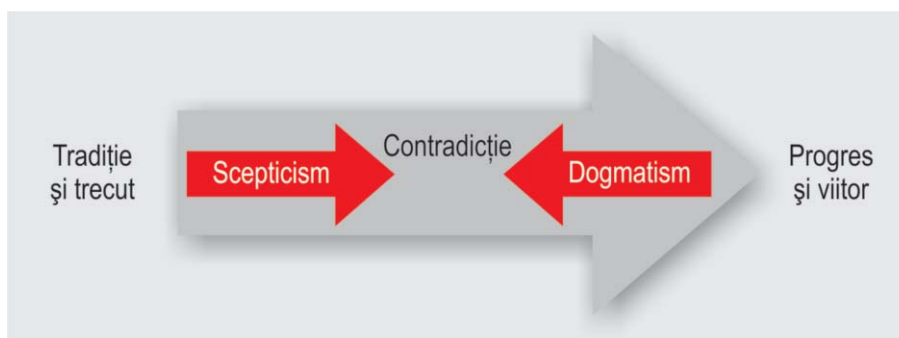 Tradiție
şi trecut
Scepticism
Contradicție
Dogmatism
Progres
şi viitor